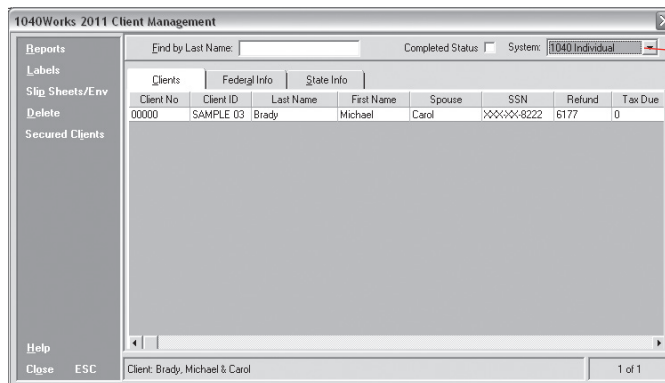 1040Works 2011 Client Management
Reports
Labels
Slip Sheets/Env
Delete
Secured Clients
Help
Close ESC
Find by Last Name: Completed Status System: 1040 Individual
Clients Federal Info State Info
Client No Client ID Last Name First Name Spouse SSN Refund Tax Due
00000 SAMPLE 03 Brady Michael Carol XXX-XX-8222 6177 0
Client: Brady, Michael & Carol 1 of 1